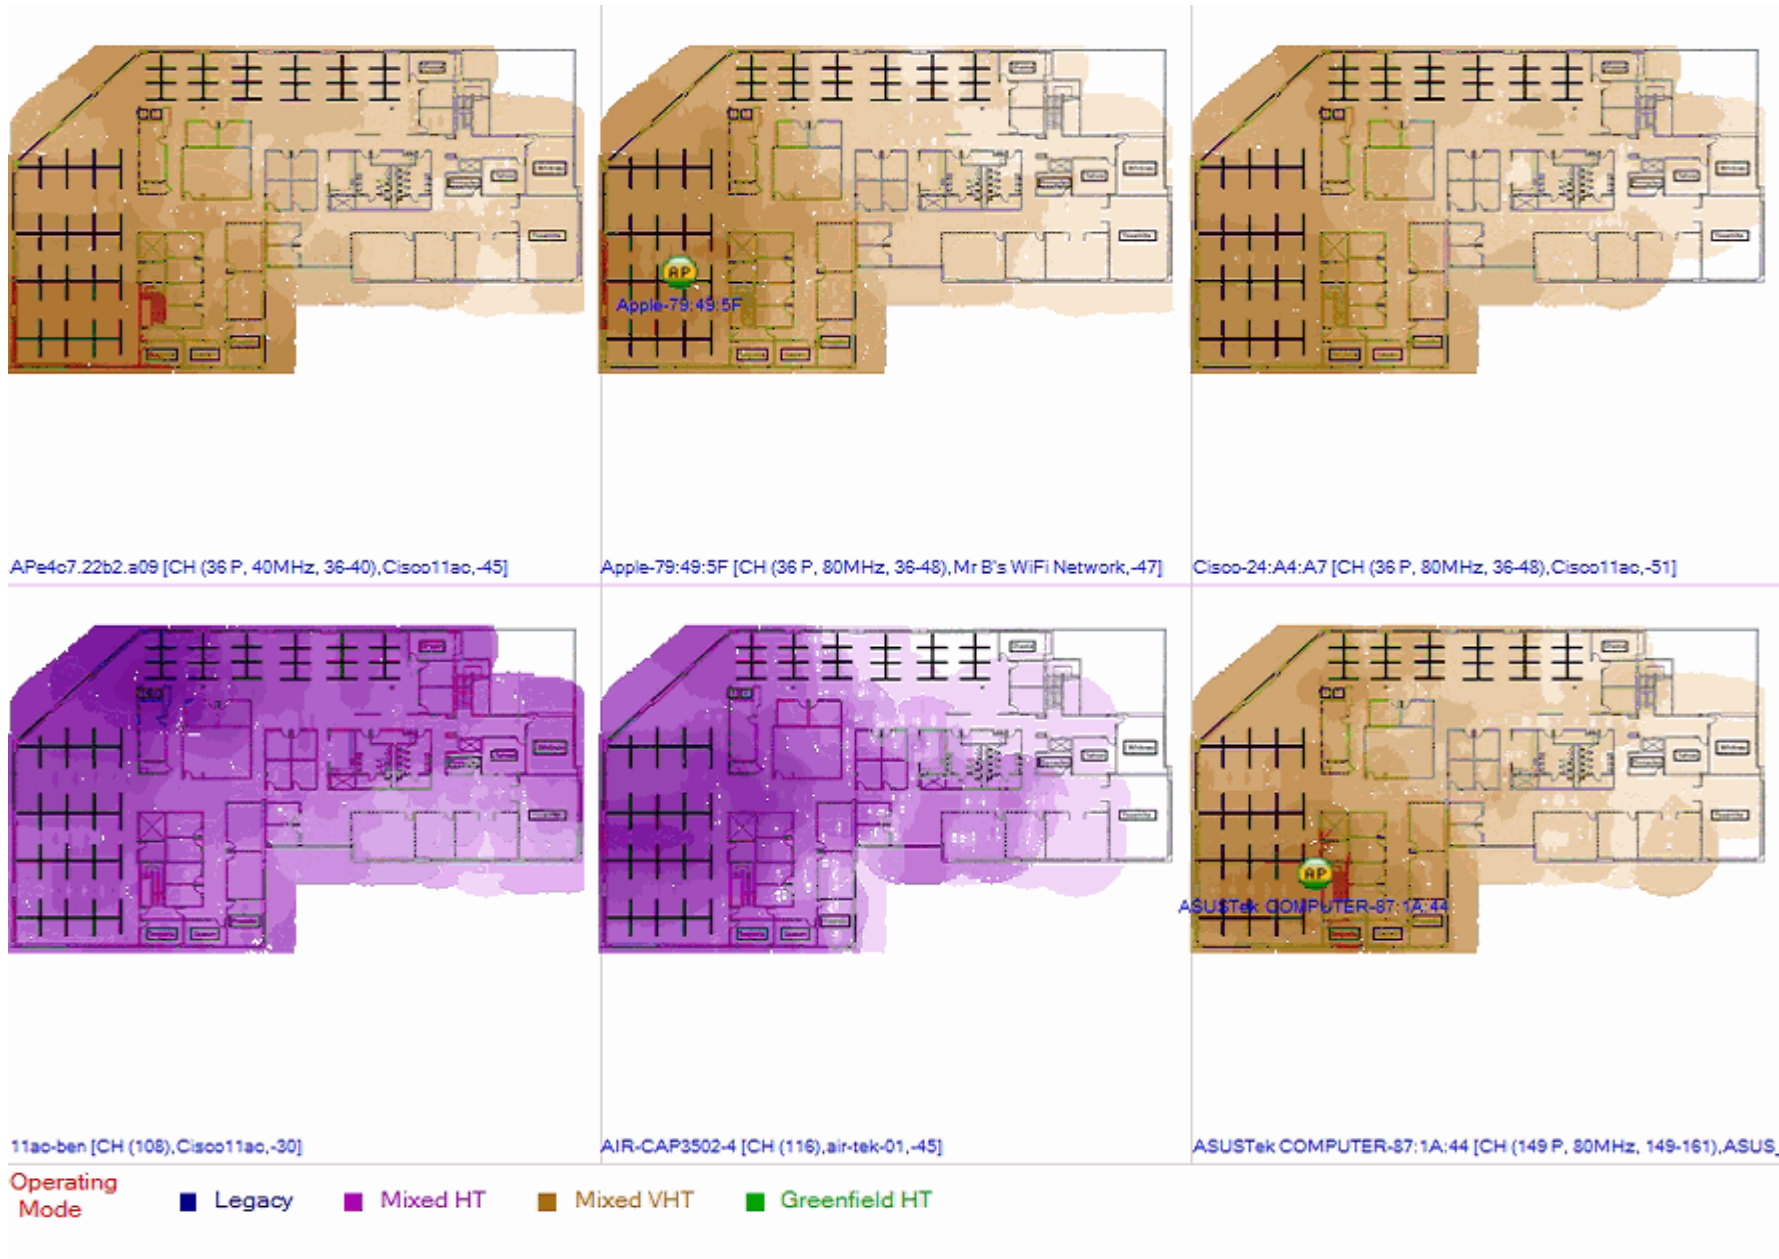 AP
Apple-79:49:5F
APe4c7.22b2.a09 [CH (36 P, 40MHz, 36-40),Cisco11ac,-45]
Apple-79:49:5F [CH (36 P, 80MHz, 36-48),Mr B's WiFi Network,-47]
Cisco-24:A4:A7 [CH (36 P, 80MHz, 36-48),Cisco11ac,-51]
AP
ASUSTek COMPUTER-87:1A:44
11ac-ben [CH (108),Cisco11ac,-30]
AIR-CAP3502-4 [CH (116),air-tek-01,-45]
ASUSTek COMPUTER-87:1A:44 [CH (149 P, 80MHz, 149-161),ASUS_
Operating
Mode
Legacy
Mixed HT
Mixed VHT
Greenfield HT